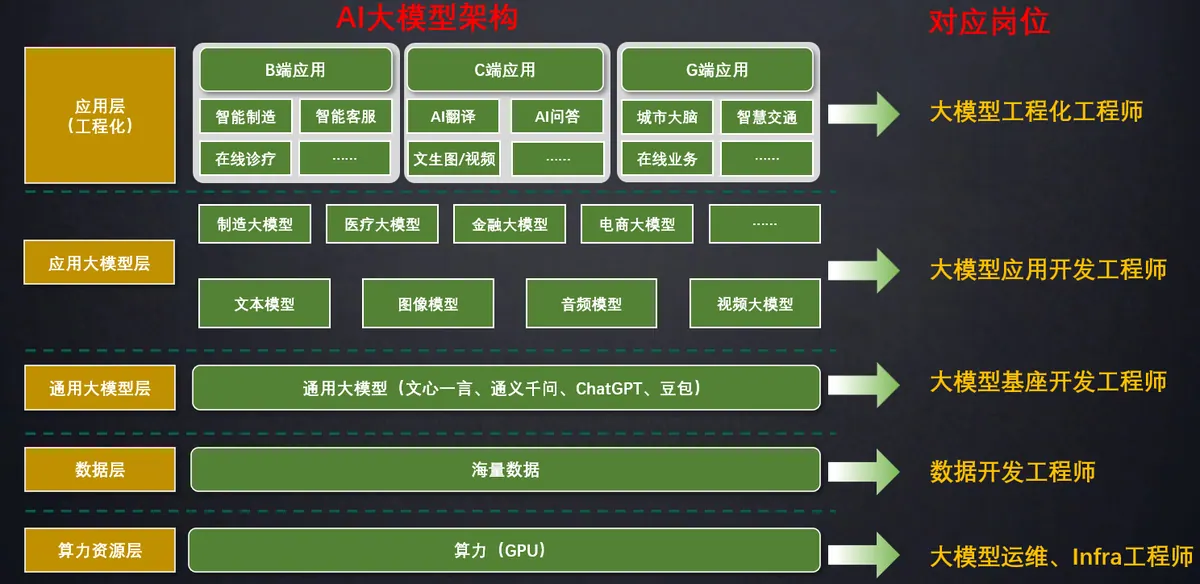 AI大模型架构
对应岗位
应用层
（工程化）
B端应用
C端应用
G端应用
智能制造
智能客服
AI翻译
AI问答
城市大脑
智慧交通
在线诊疗
……
文生图/视频
……
在线业务
……
大模型工程化工程师
应用大模型层
制造大模型
医疗大模型
金融大模型
电商大模型
……
文本模型
图像模型
音频模型
视频大模型
大模型应用开发工程师
通用大模型层
通用大模型（文心一言、通义千问、ChatGPT、豆包）
大模型基座开发工程师
数据层
海量数据
数据开发工程师
算力资源层
算力（GPU）
大模型运维、Infra工程师